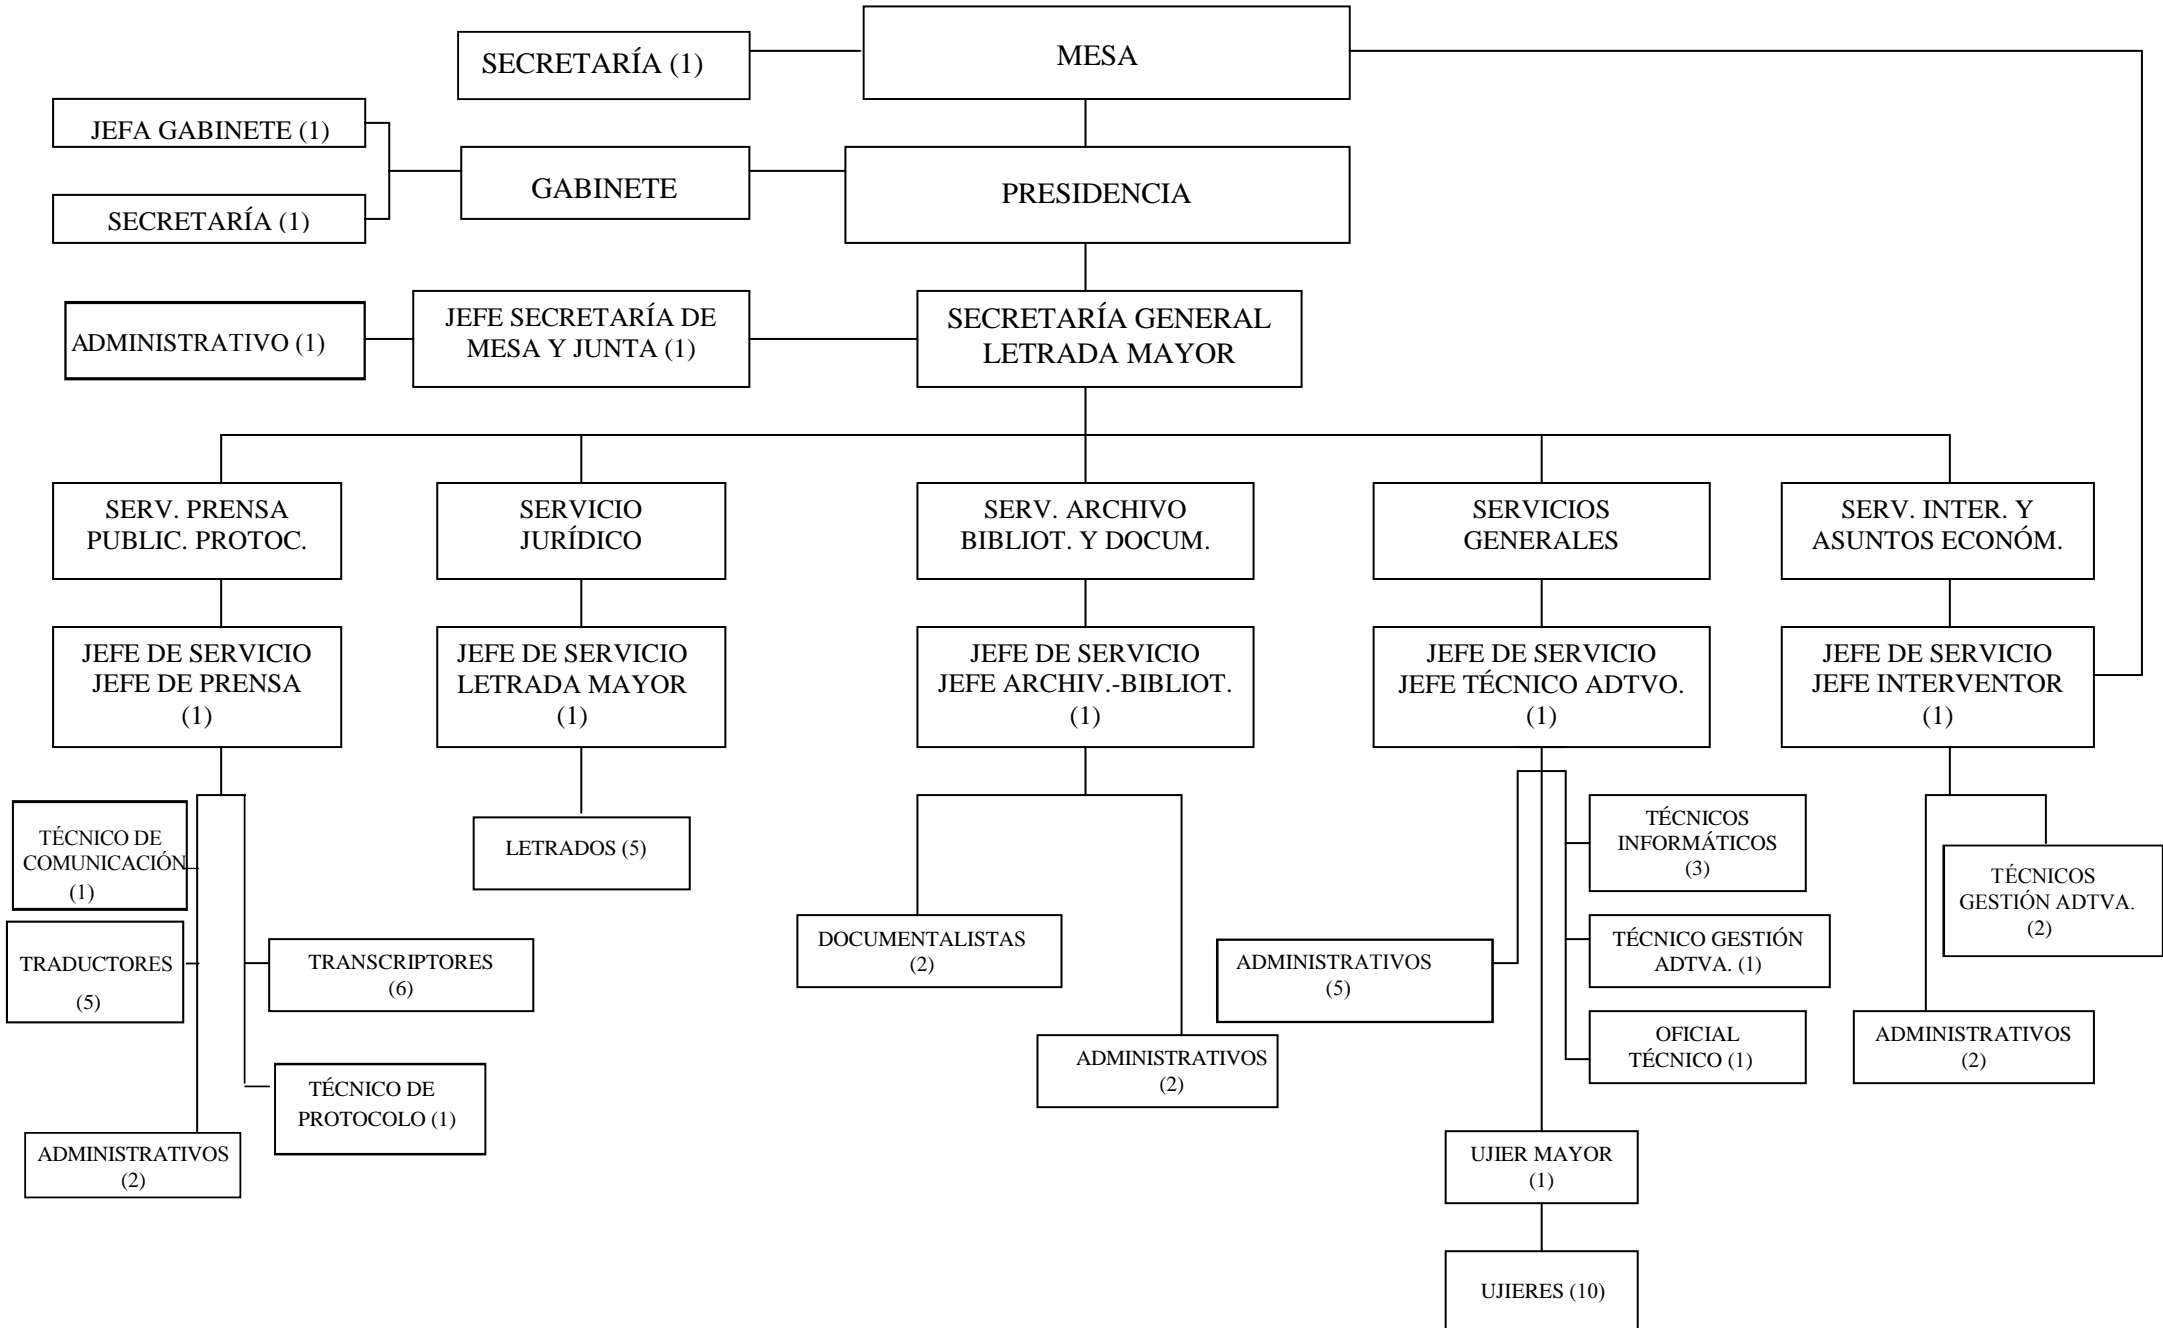 MESA
SECRETARÍA (1)
JEFA GABINETE (1)
GABINETE
PRESIDENCIA
SECRETARÍA (1)
ADMINISTRATIVO (1)
JEFE SECRETARÍA DE
MESA Y JUNTA (1)
SECRETARÍA GENERAL
LETRADA MAYOR
SERV. PRENSA
PUBLIC. PROTOC.
SERVICIO
JURÍDICO
SERV. ARCHIVO
BIBLIOT. Y DOCUM.
SERVICIOS
GENERALES
SERV. INTER. Y
ASUNTOS ECONÓM.
JEFE DE SERVICIO
JEFE DE PRENSA
(1)
JEFE DE SERVICIO
LETRADA MAYOR
(1)
JEFE DE SERVICIO
JEFE ARCHIV.-BIBLIOT.
(1)
JEFE DE SERVICIO
JEFE TÉCNICO ADTVO.
(1)
JEFE DE SERVICIO
JEFE INTERVENTOR
(1)
TÉCNICO DE
COMUNICACIÓN
(1)
TRADUCTORES
(5)
TRANSCRIPTORES
(6)
TÉCNICO DE
PROTOCOLO (1)
ADMINISTRATIVOS
(2)
LETRADOS (5)
DOCUMENTALISTAS
(2)
ADMINISTRATIVOS
(2)
ADMINISTRATIVOS
(5)
TÉCNICOS
INFORMÁTICOS
(3)
TÉCNICO GESTIÓN
ADTVA. (1)
OFICIAL
TÉCNICO (1)
UJIER MAYOR
(1)
UJIERES (10)
TÉCNICOS
GESTIÓN ADTVA.
(2)
ADMINISTRATIVOS
(2)